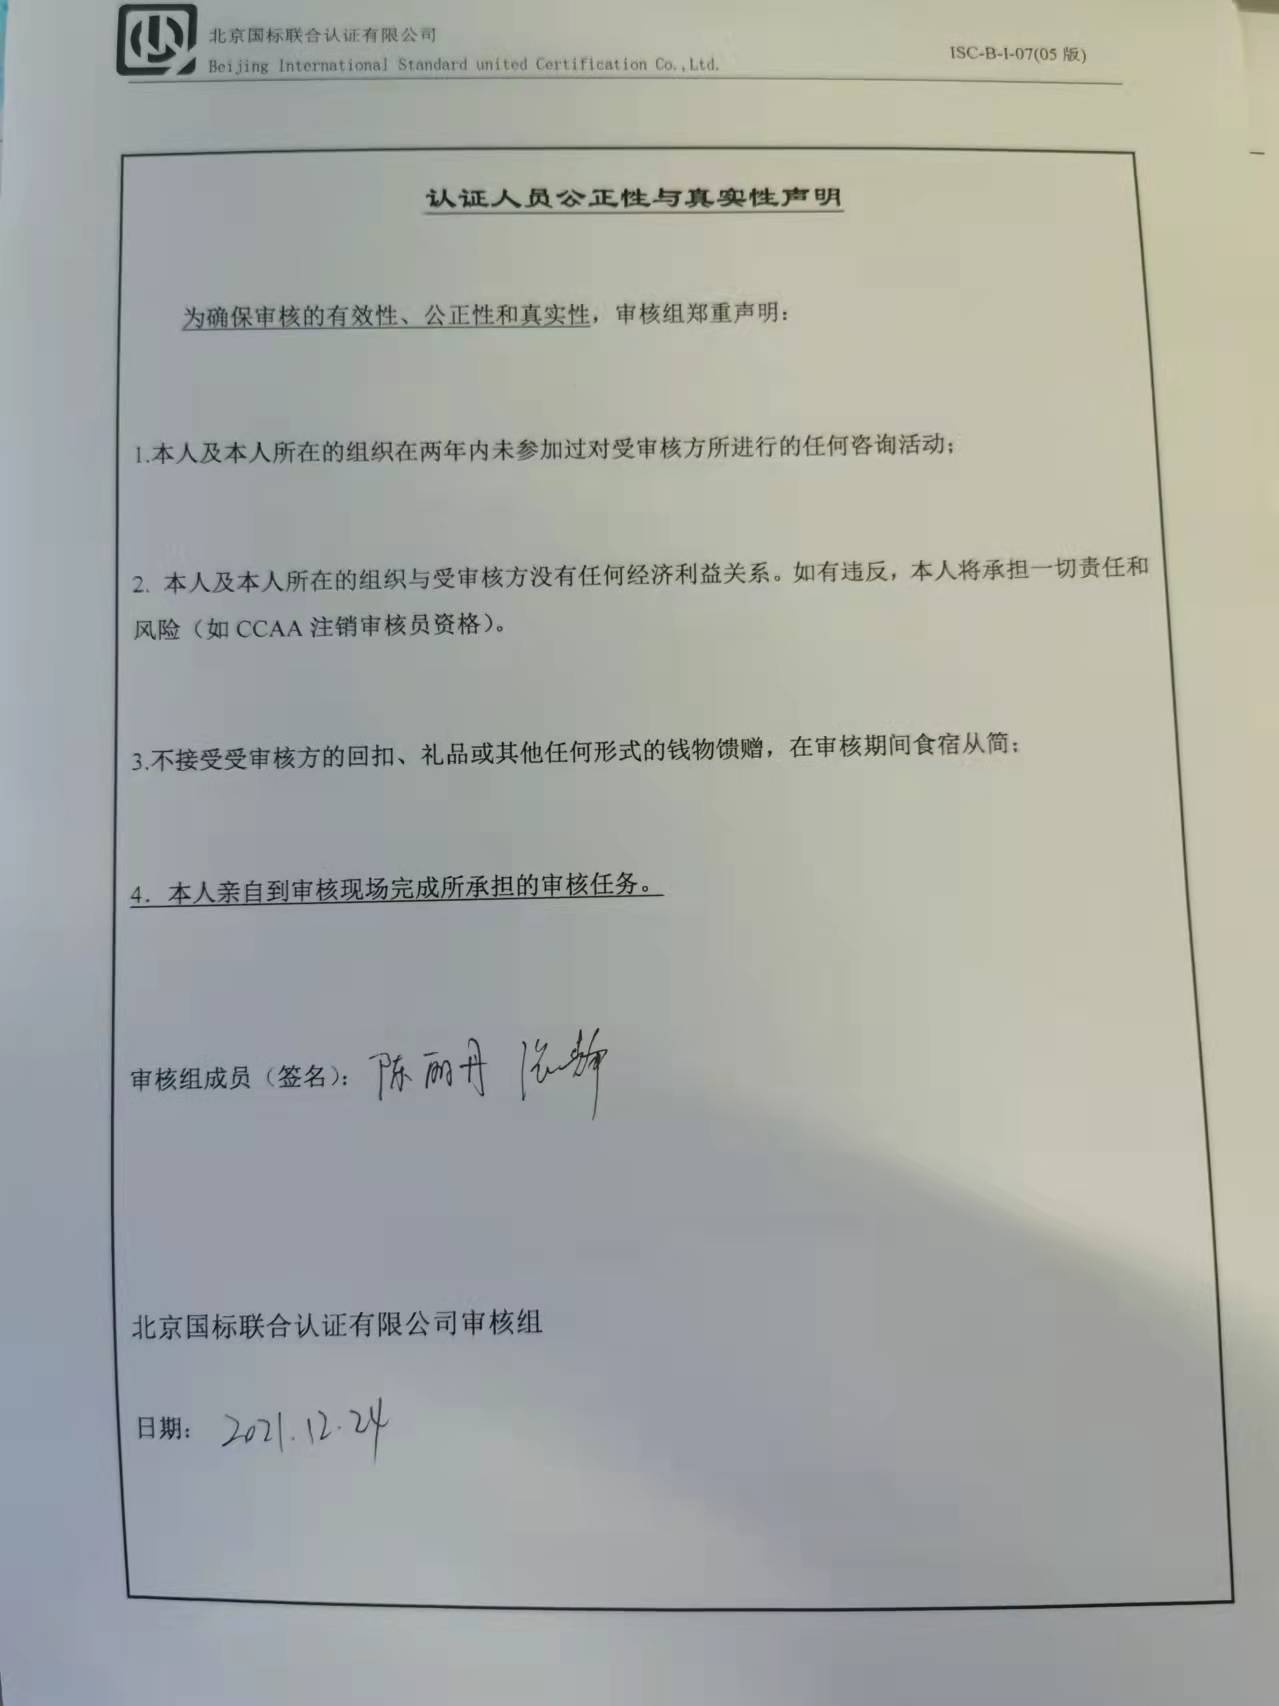 北京国标联合认证有限公司
Beijing International Standard united Certification Co.,Ltd.
ISC-B-I-07(05 版)
认证人员公正性与真实性声明
为确保审核的有效性、公正性和真实性，审核组郑重声明：
1.本人及本人所在的组织在两年内未参加过对受审核方所进行的任何咨询活动；
2. 本人及本人所在的组织与受审核方没有任何经济利益关系。如有违反，本人将承担一切责任和
风险（如 CCAA 注销审核员资格）。
3.不接受受审核方的回扣、礼品或其他任何形式的钱物馈赠，在审核期间食宿从简；
4. 本人亲自到审核现场完成所承担的审核任务。
审核组成员（签名）：陈丽丹
北京国标联合认证有限公司审核组
日期： 2021.12.24